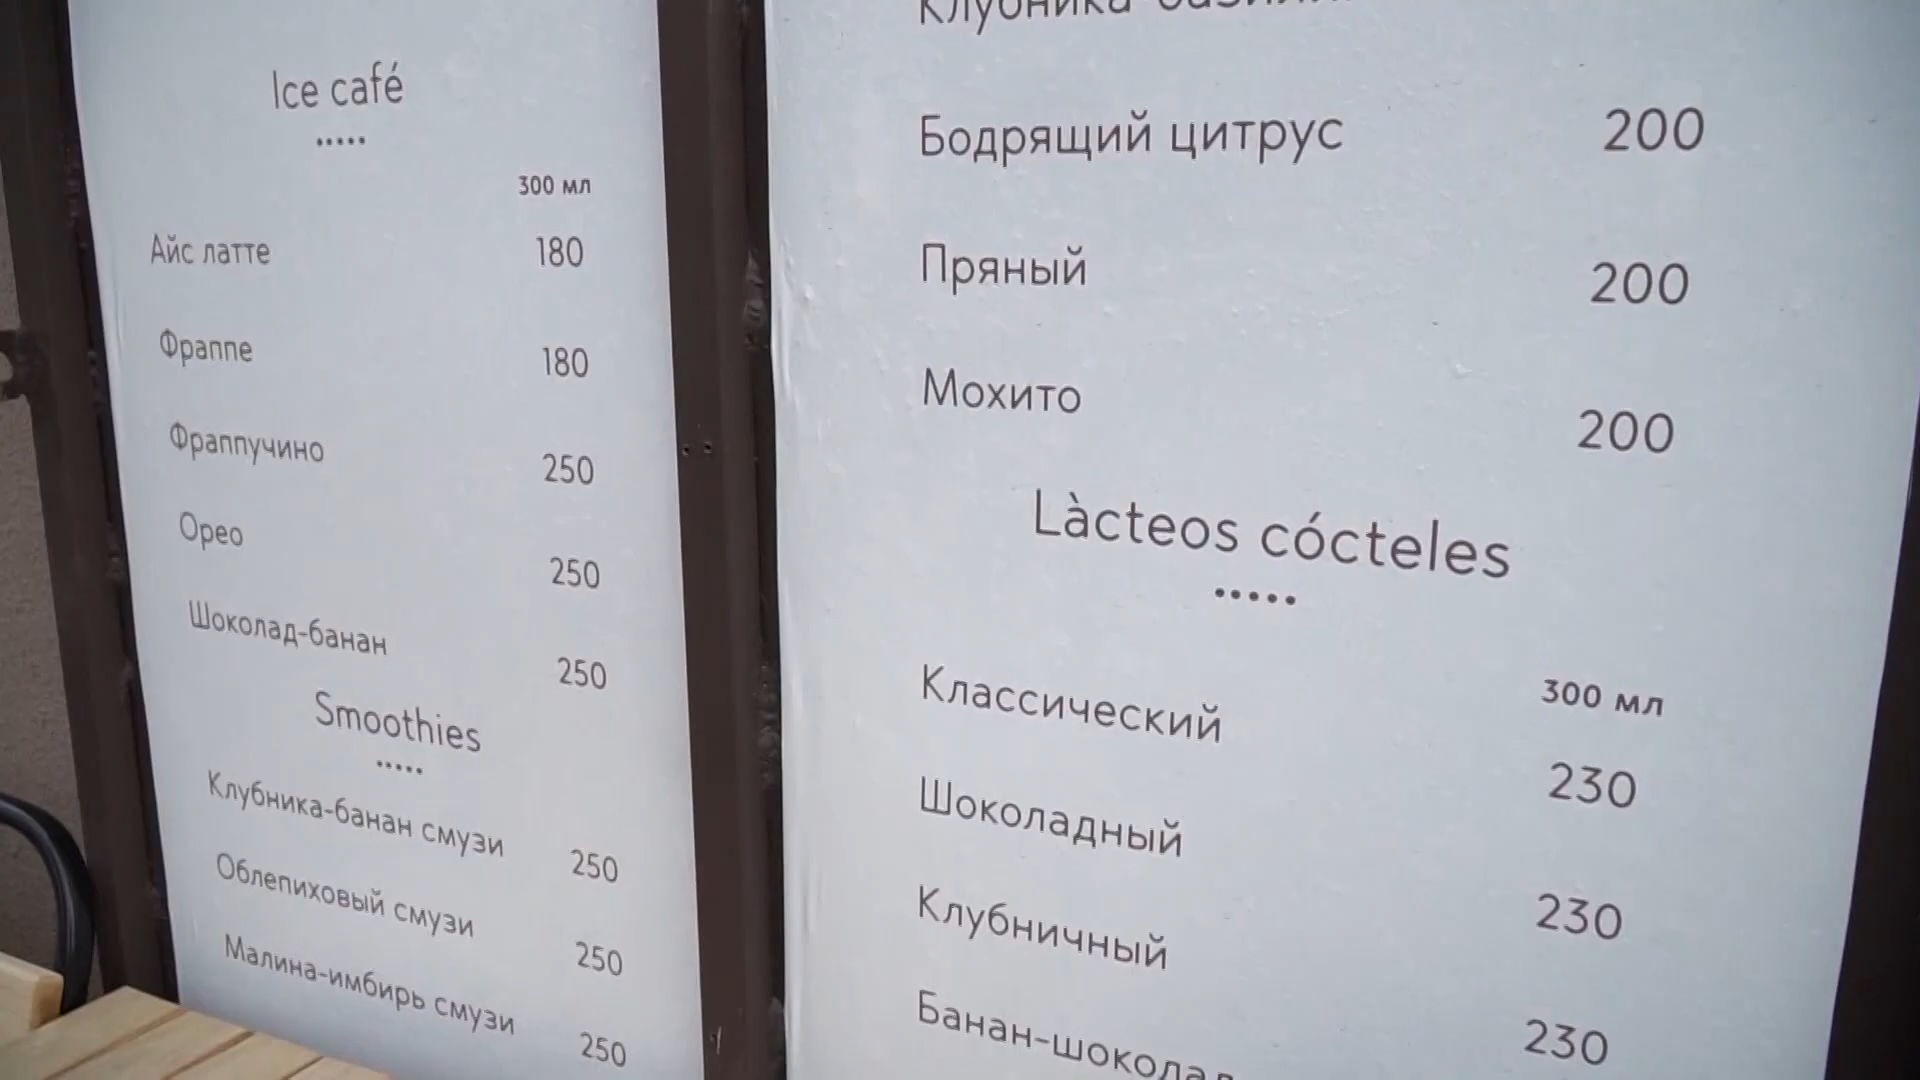 Ice café
300 мл
Айс латте 180
Фраппе 180
Фраппучино 250
Орео 250
Шоколад-банан 250
Smoothies
Клубника-банан смузи 250
Облепиховый смузи 250
Малина-имбирь смузи 250
Клубника
Бодрящий цитрус 200
Пряный 200
Мохито 200
Làcteos cócteles
300 мл
Классический 230
Шоколадный 230
Клубничный 230
Банан-шоколад